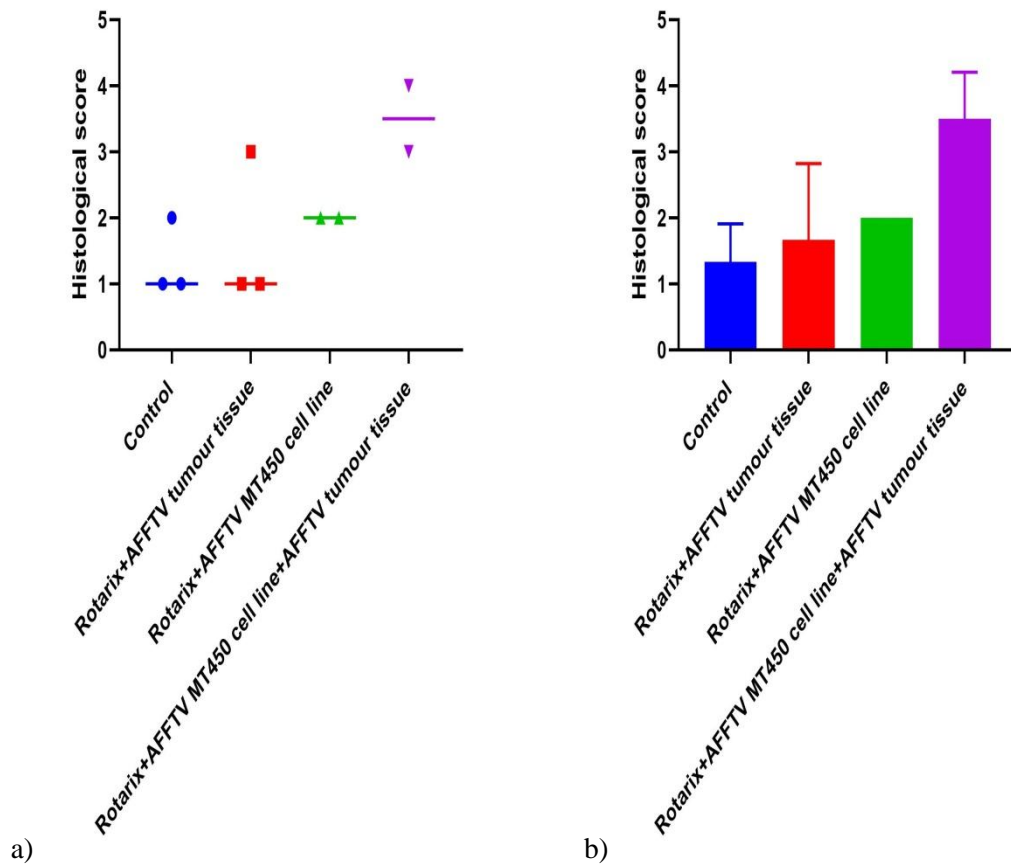 Histological score
5
4
3
2
1
0
Control
Rotarix+AFFTV tumour tissue
Rotarix+AFFTV MT450 cell line
Rotarix+AFFTV MT450 cell line+AFFTV tumour tissue
a)
Histological score
5
4
3
2
1
0
Control
Rotarix+AFFTV tumour tissue
Rotarix+AFFTV MT450 cell line
Rotarix+AFFTV MT450 cell line+AFFTV tumour tissue
b)